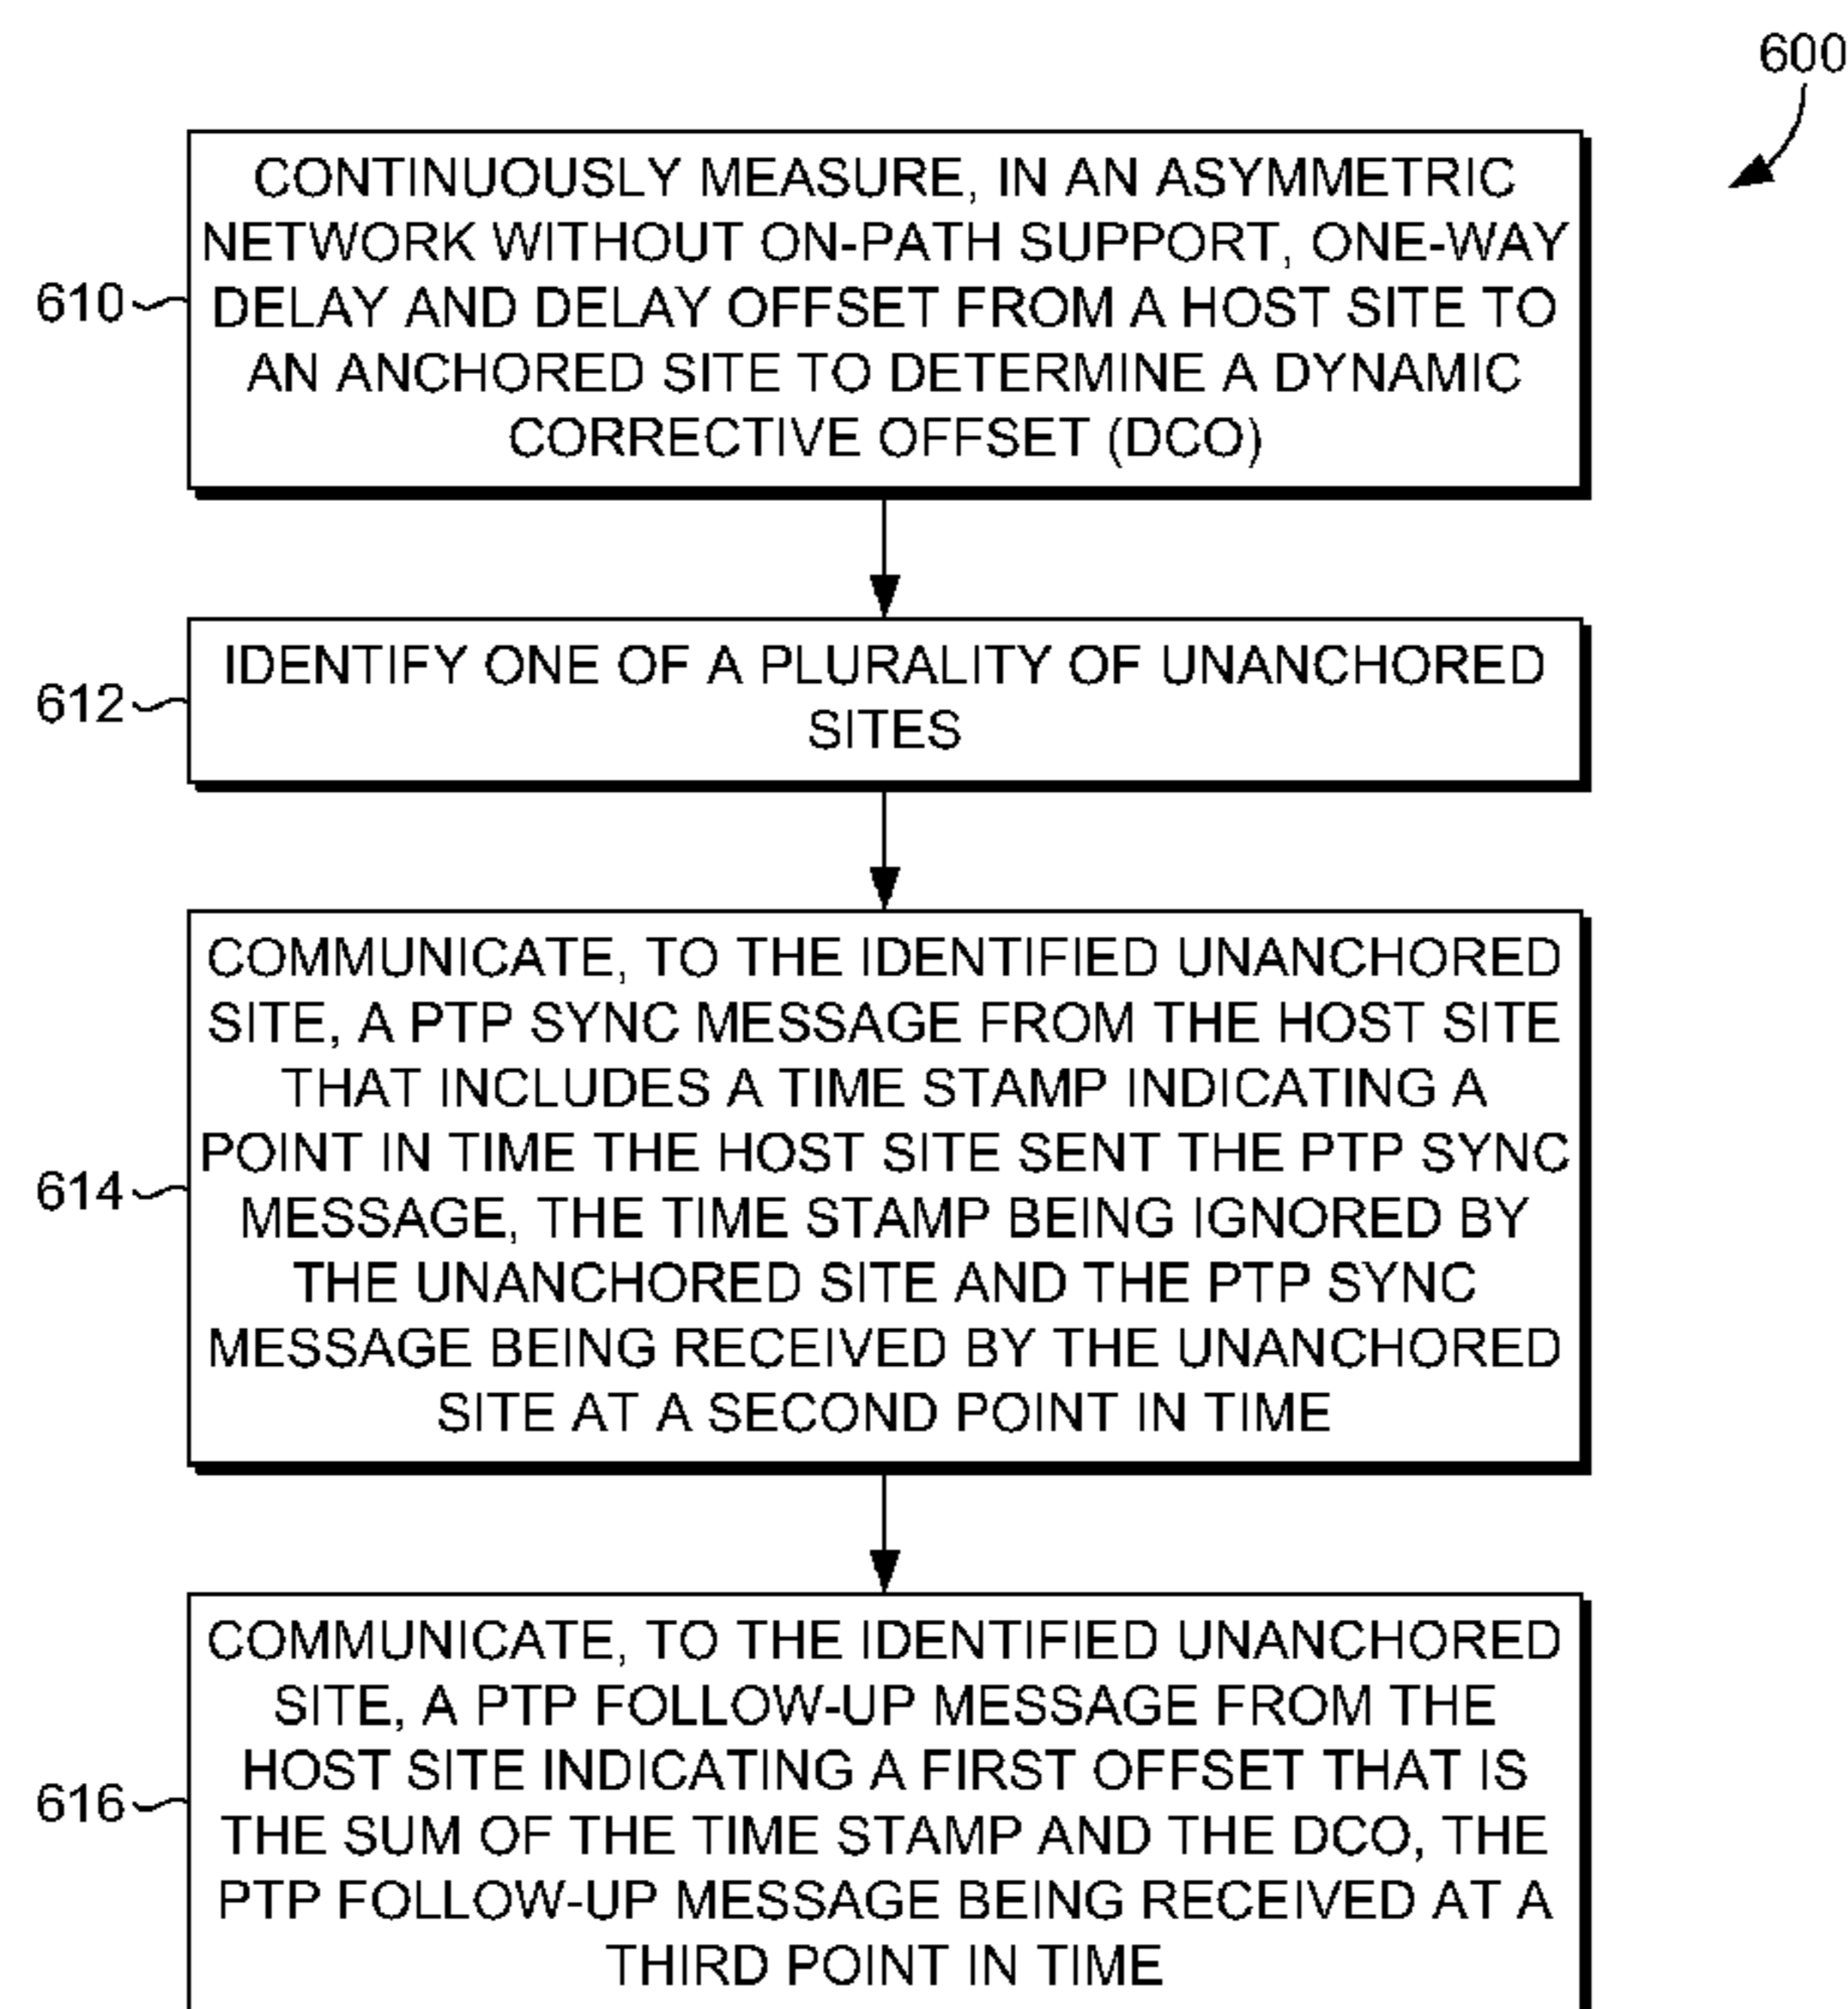 600
CONTINUOUSLY MEASURE, IN AN ASYMMETRIC
NETWORK WITHOUT ON-PATH SUPPORT, ONE-WAY
DELAY AND DELAY OFFSET FROM A HOST SITE TO
AN ANCHORED SITE TO DETERMINE A DYNAMIC
CORRECTIVE OFFSET (DCO)
610
IDENTIFY ONE OF A PLURALITY OF UNANCHORED
SITES
612
COMMUNICATE, TO THE IDENTIFIED UNANCHORED
SITE, A PTP SYNC MESSAGE FROM THE HOST SITE
THAT INCLUDES A TIME STAMP INDICATING A
POINT IN TIME THE HOST SITE SENT THE PTP SYNC
MESSAGE, THE TIME STAMP BEING IGNORED BY
THE UNANCHORED SITE AND THE PTP SYNC
MESSAGE BEING RECEIVED BY THE UNANCHORED
SITE AT A SECOND POINT IN TIME
614
COMMUNICATE, TO THE IDENTIFIED UNANCHORED
SITE, A PTP FOLLOW-UP MESSAGE FROM THE
HOST SITE INDICATING A FIRST OFFSET THAT IS
THE SUM OF THE TIME STAMP AND THE DCO, THE
PTP FOLLOW-UP MESSAGE BEING RECEIVED AT A
THIRD POINT IN TIME
616